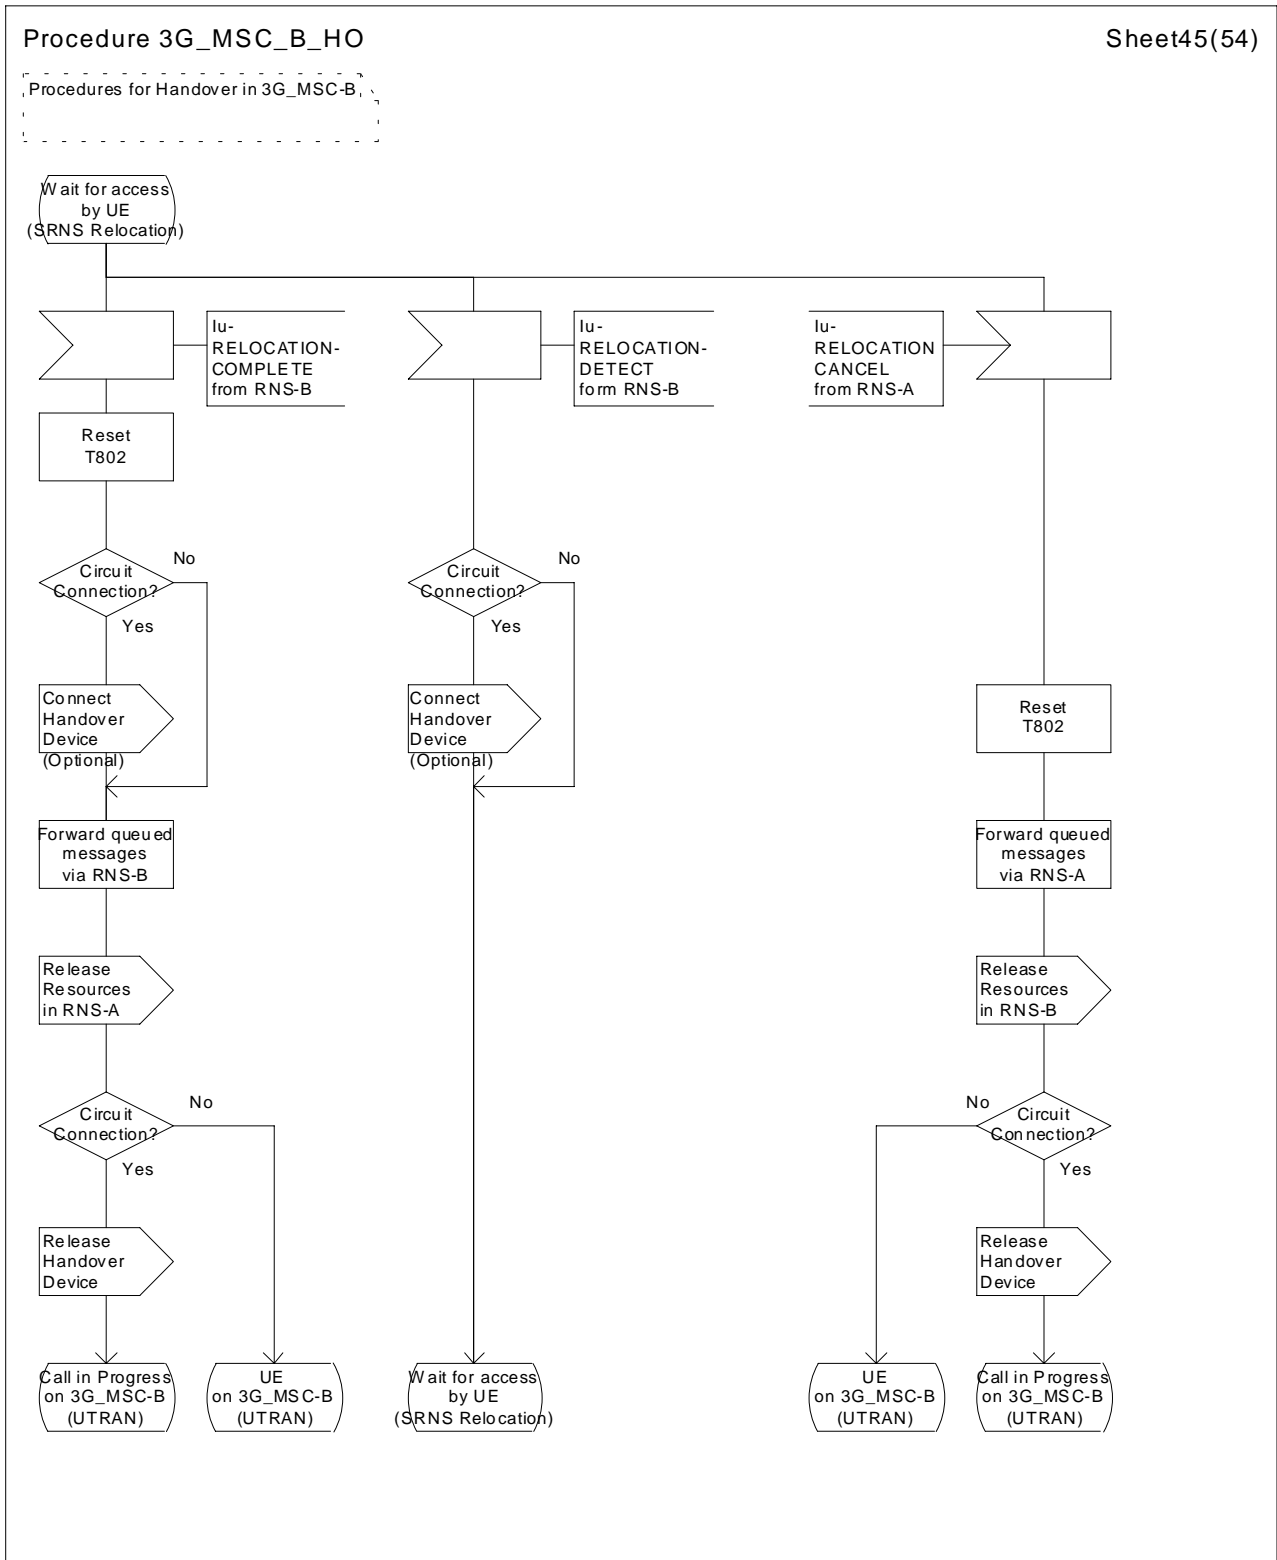 Procedure 3G_MSC_B_HO
Sheet45(54)
Procedures for Handover in 3G_MSC-B
Wait for access
by UE
(SRNS Relocation)
Iu-
RELOCATION-
COMPLETE
from RNS-B
Iu-
RELOCATION-
DETECT
form RNS-B
Iu-
RELOCATION
CANCEL
from RNS-A
Reset
T802
Circuit
Connection?
No
Yes
Circuit
Connection?
No
Yes
Connect
Handover
Device
(Optional)
Connect
Handover
Device
(Optional)
Reset
T802
Forward queued
messages
via RNS-B
Forward queued
messages
via RNS-A
Release
Resources
in RNS-A
Release
Resources
in RNS-B
Circuit
Connection?
No
Yes
No
Circuit
Connection?
Yes
Release
Handover
Device
Release
Handover
Device
Call in Progress
on 3G_MSC-B
(UTRAN)
UE
on 3G_MSC-B
(UTRAN)
Wait for access
by UE
(SRNS Relocation)
UE
on 3G_MSC-B
(UTRAN)
Call in Progress
on 3G_MSC-B
(UTRAN)